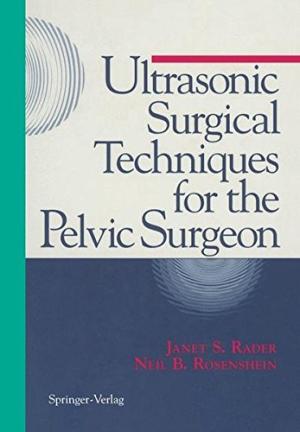 Ultrasonic
Surgical
Techniques
for the
Pelvic Surgeon
Janet S. Rader
Neil B. Rosenshein
Springer-Verlag